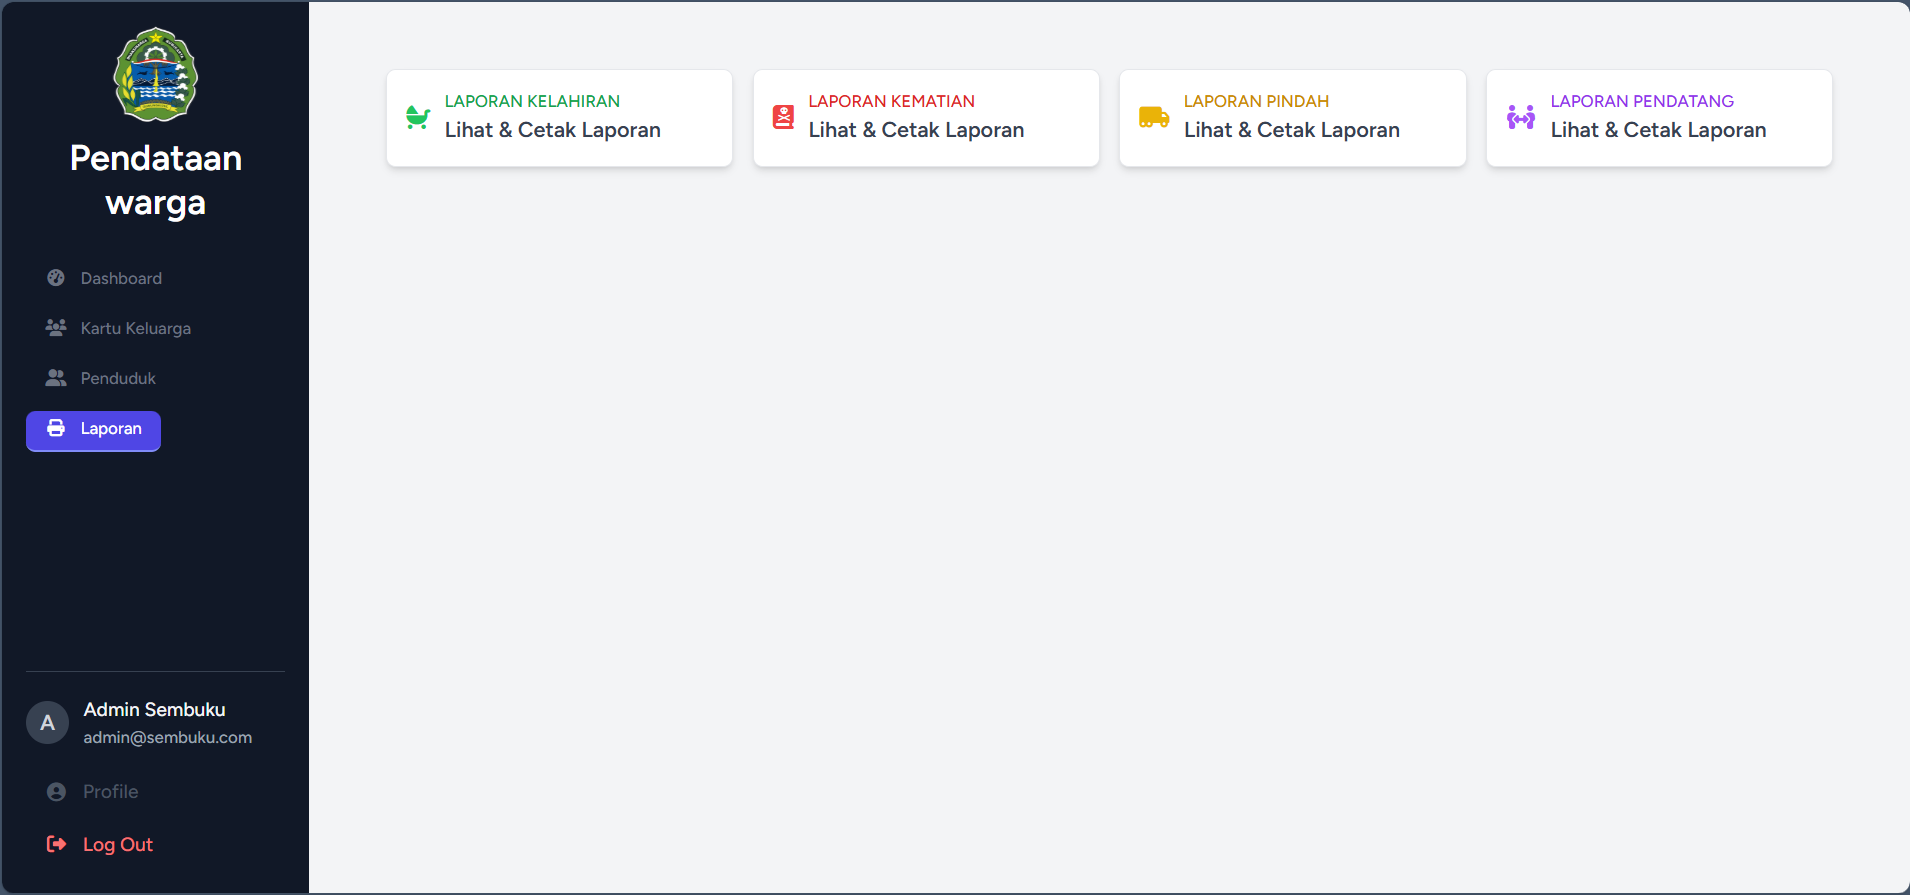 Pendataan
warga
Dashboard
Kartu Keluarga
Penduduk
Laporan
A
Admin Sembuku
admin@sembuku.com
Profile
Log Out
LAPORAN KELAHIRAN
Lihat & Cetak Laporan
LAPORAN KEMATIAN
Lihat & Cetak Laporan
LAPORAN PINDAH
Lihat & Cetak Laporan
LAPORAN PENDATANG
Lihat & Cetak Laporan